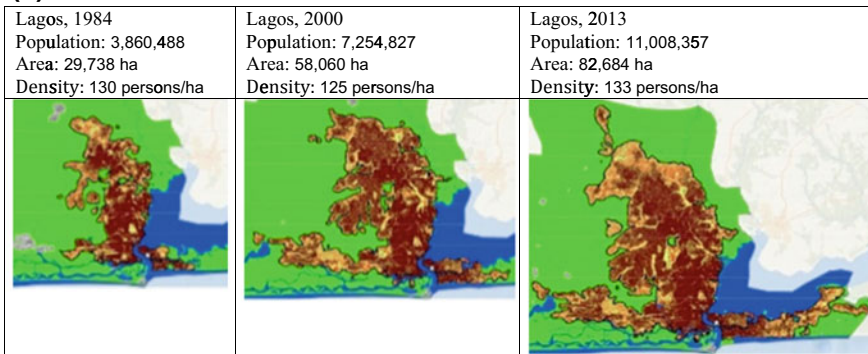 Lagos, 1984
Population: 3,860,488
Area: 29,738 ha
Density: 130 persons/ha
Lagos, 2000
Population: 7,254,827
Area: 58,060 ha
Density: 125 persons/ha
Lagos, 2013
Population: 11,008,357
Area: 82,684 ha
Density: 133 persons/ha